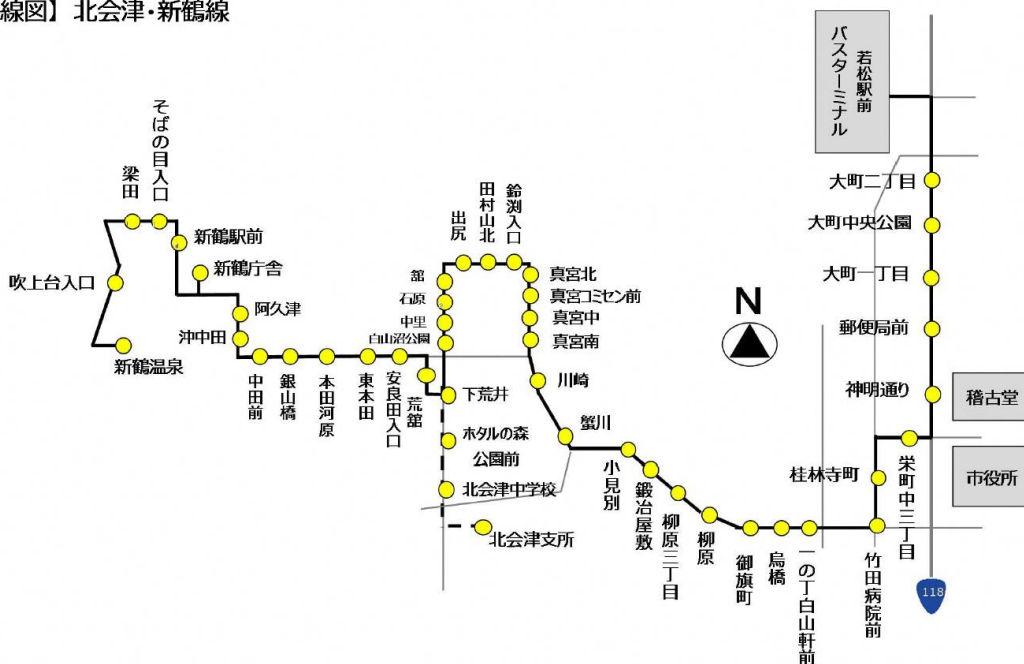 線図】北会津・新鶴線
若松駅前
バスターミナル
大町二丁目
大町中央公園
大町一丁目
郵便局前
神明通り
稽古堂
市役所
栄町中三丁目
桂林寺町
竹田病院前
118
一の丁白山軒前
烏橋
御旗町
柳原
柳原三丁目
鍛冶屋敷
小見別
蟹川
川崎
真宮南
真宮中
真宮コミセン前
真宮北
鈴渕入口
田村山北
出尻
舘
石原
中里
白山沼公園
下荒井
ホタルの森
公園前
北会津中学校
北会津支所
荒舘
安良田入口
東本田
本田河原
銀山橋
中田前
沖中田
阿久津
新鶴庁舎
新鶴駅前
そばの目入口
梁田
吹上台入口
新鶴温泉
N